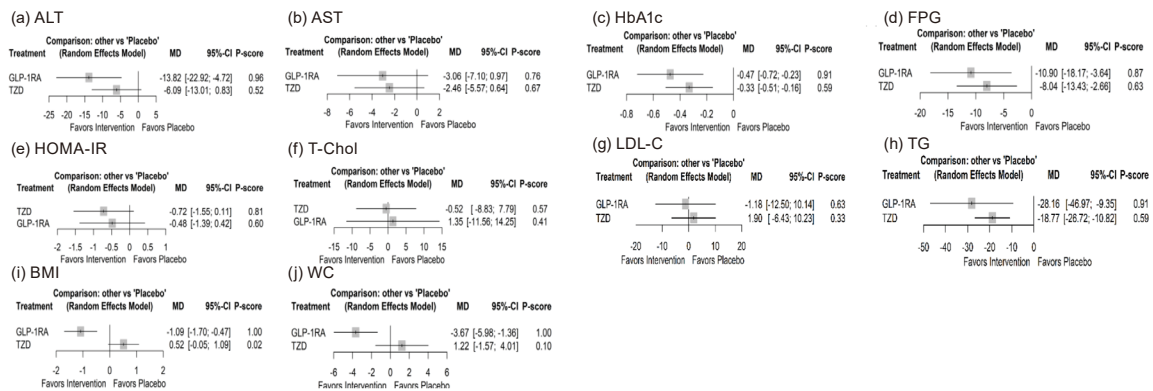 (a) ALT
Comparison: other vs 'Placebo'
Treatment (Random Effects Model) MD 95%-CI P-score
GLP-1RA -13.82 [-22.92; -4.72] 0.96
TZD -6.09 [-13.01; 0.83] 0.52
-25 -20 -15 -10 -5 0 5
Favors Intervention Favors Placebo
(b) AST
Comparison: other vs 'Placebo'
Treatment (Random Effects Model) MD 95%-CI P-score
GLP-1RA -3.06 [-7.10; 0.97] 0.76
TZD -2.46 [-5.57; 0.64] 0.67
-8 -6 -4 -2 0 2
Favors Intervention Favors Placebo
(c) HbA1c
Comparison: other vs 'Placebo'
Treatment (Random Effects Model) MD 95%-CI P-score
GLP-1RA -0.47 [-0.72; -0.23] 0.91
TZD -0.33 [-0.51; -0.16] 0.59
-0.8 -0.6 -0.4 -0.2 0
Favors Intervention Favors Placebo
(d) FPG
Comparison: other vs 'Placebo'
Treatment (Random Effects Model) MD 95%-CI P-score
GLP-1RA -10.90 [-18.17; -3.64] 0.87
TZD -8.04 [-13.43; -2.66] 0.63
-15 -10 -5 0
Favors Intervention Favors Placebo
(e) HOMA-IR
Comparison: other vs 'Placebo'
Treatment (Random Effects Model) MD 95%-CI P-score
TZD -0.72 [-1.55; 0.11] 0.81
GLP-1RA -0.48 [-1.39; 0.42] 0.60
-2 -1.5 -1 -0.5 0 0.5 1
Favors Intervention Favors Placebo
(f) T-Chol
Comparison: other vs 'Placebo'
Treatment (Random Effects Model) MD 95%-CI P-score
TZD -0.52 [-8.83; 7.79] 0.57
GLP-1RA 1.35 [-11.56; 14.25] 0.41
-15 -10 -5 0 5 10 15
Favors Intervention Favors Placebo
(g) LDL-C
Comparison: other vs 'Placebo'
Treatment (Random Effects Model) MD 95%-CI P-score
GLP-1RA -1.18 [-12.50; 10.14] 0.63
TZD 1.90 [-6.43; 10.23] 0.33
-20 -10 0 10 20
Favors Intervention Favors Placebo
(h) TG
Comparison: other vs 'Placebo'
Treatment (Random Effects Model) MD 95%-CI P-score
GLP-1RA -28.16 [-46.97; -9.35] 0.91
TZD -18.77 [-26.72; -10.82] 0.59
-50 -40 -30 -20 -10 0
Favors Intervention Favors Placebo
(i) BMI
Comparison: other vs 'Placebo'
Treatment (Random Effects Model) MD 95%-CI P-score
GLP-1RA -1.09 [-1.70; -0.47] 1.00
TZD 0.52 [-0.05; 1.09] 0.02
-2 -1 0 1 2
Favors Intervention Favors Placebo
(j) WC
Comparison: other vs 'Placebo'
Treatment (Random Effects Model) MD 95%-CI P-score
GLP-1RA -3.67 [-5.98; -1.36] 1.00
TZD 1.22 [-1.57; 4.01] 0.10
-6 -4 -2 0 2 4 6
Favors Intervention Favors Placebo